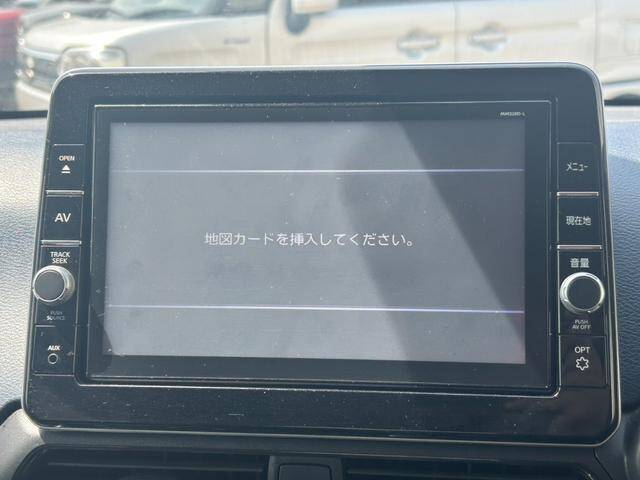 MM320D-L
OPEN
メニュー
AV
現在地
地図カードを挿入してください。
TRACK
SEEK
音量
PUSH
SOURCE
PUSH
AV OFF
AUX
OPT